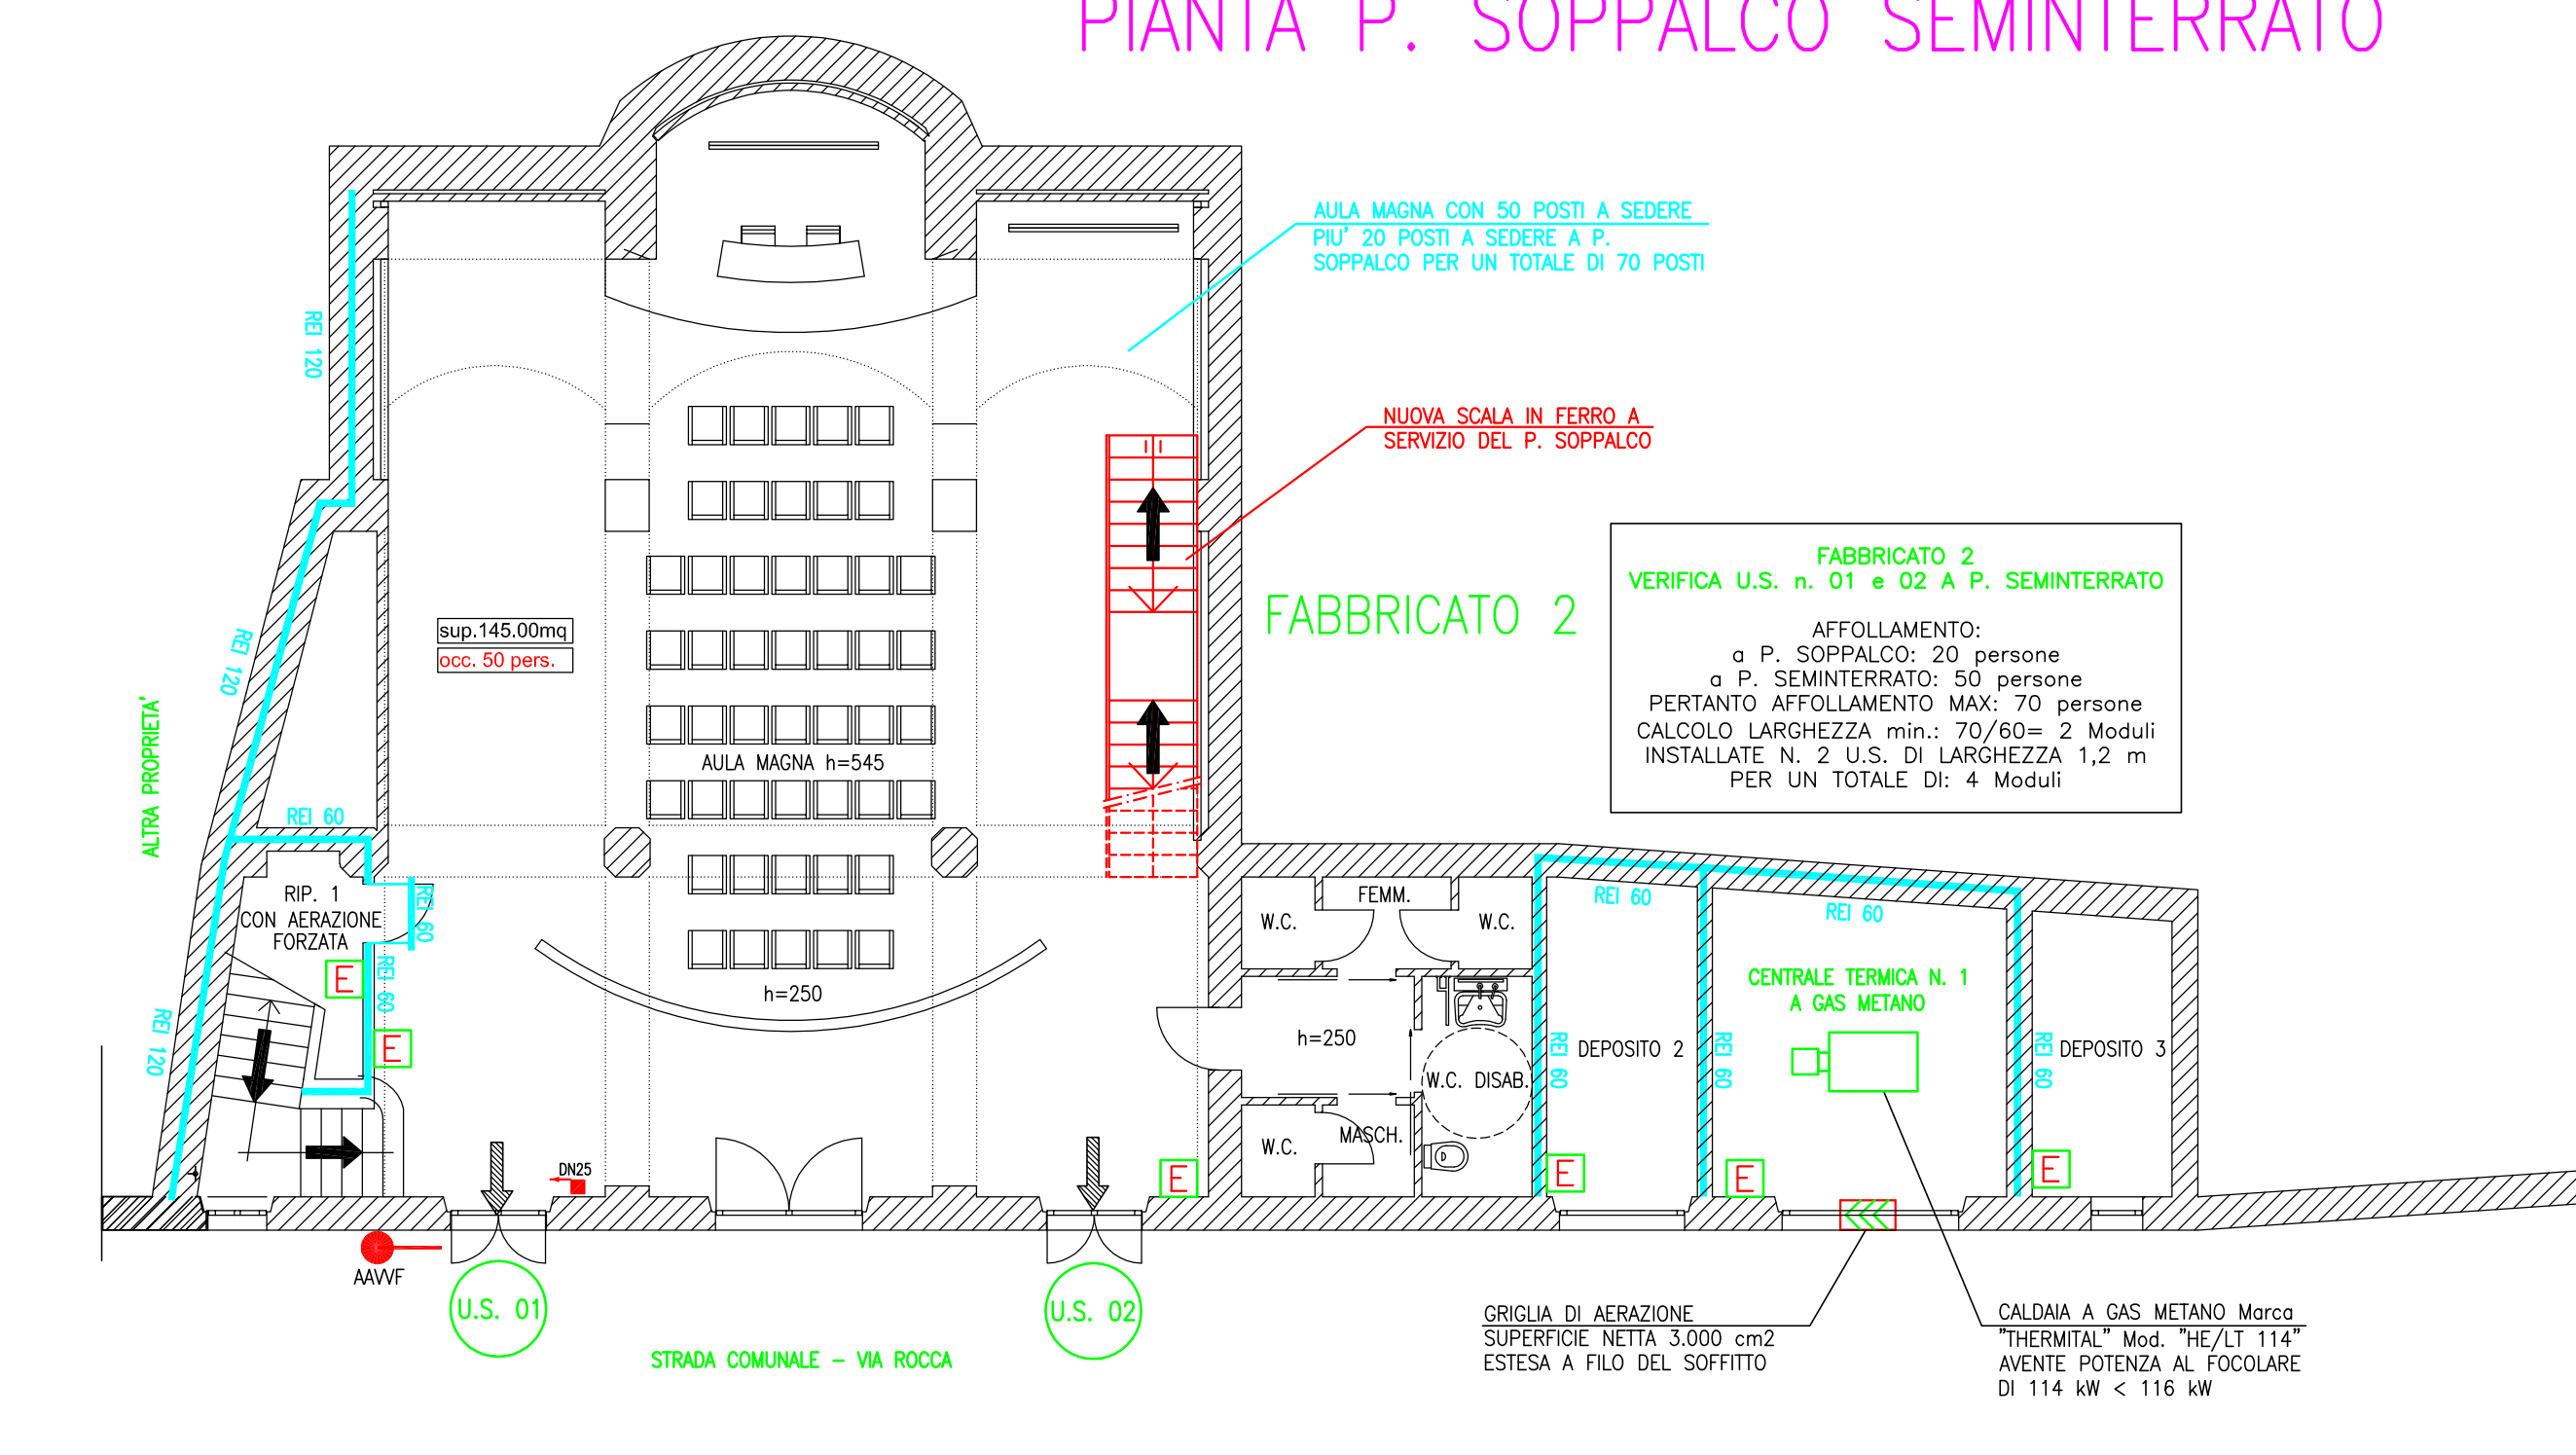 PIANTA P. SOPPALCO SEMINTERRATO
AULA MAGNA CON 50 POSTI A SEDERE
PIU' 20 POSTI A SEDERE A P.
SOPPALCO PER UN TOTALE DI 70 POSTI
REI 120
NUOVA SCALA IN FERRO A
SERVIZIO DEL P. SOPPALCO
FABBRICATO 2
VERIFICA U.S. n. 01 e 02 A P. SEMINTERRATO
AFFOLLAMENTO:
a P. SOPPALCO: 20 persone
a P. SEMINTERRATO: 50 persone
PERTANTO AFFOLLAMENTO MAX: 70 persone
CALCOLO LARGHEZZA min.: 70/60= 2 Moduli
INSTALLATE N. 2 U.S. DI LARGHEZZA 1,2 m
PER UN TOTALE DI: 4 Moduli
FABBRICATO 2
sup.145.00mq
occ. 50 pers.
REI 120
ALTRA PROPRIETA'
AULA MAGNA h=545
REI 60
RIP. 1
CON AERAZIONE
FORZATA
REI 60
E
REI 60
E
REI 120
h=250
W.C.
FEMM.
W.C.
REI 60
REI 60
CENTRALE TERMICA N. 1
A GAS METANO
h=250
REI 60
DEPOSITO 2
REI 60
REI 60
DEPOSITO 3
W.C. DISAB.
W.C.
MASCH.
DN25
E
E
E
E
AAVVF
U.S. 01
U.S. 02
STRADA COMUNALE - VIA ROCCA
GRIGLIA DI AERAZIONE
SUPERFICIE NETTA 3.000 cm2
ESTESA A FILO DEL SOFFITTO
CALDAIA A GAS METANO Marca
"THERMITAL" Mod. "HE/LT 114"
AVENTE POTENZA AL FOCOLARE
DI 114 kW < 116 kW